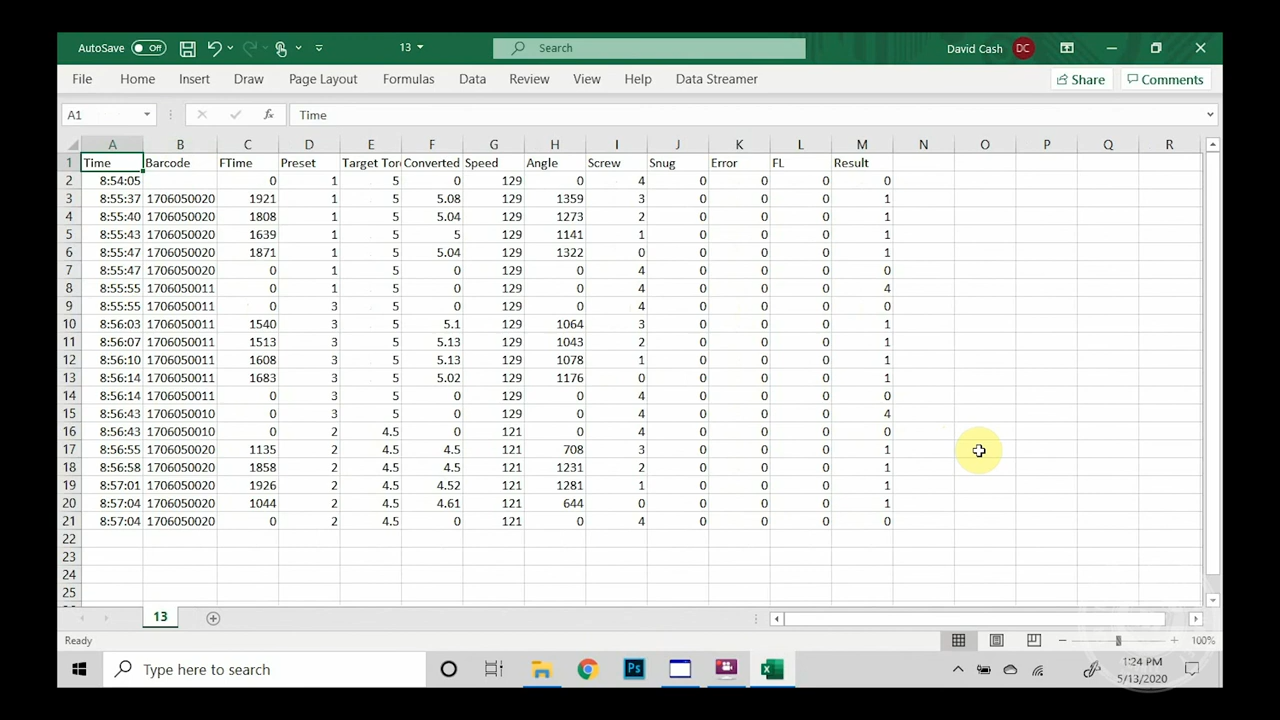 AutoSave Off 13 Search David Cash DC
File Home Insert Draw Page Layout Formulas Data Review View Help Data Streamer Share Comments
A1 fx Time
A B C D E F G H I J K L M N O P Q R
1 Time Barcode FTime Preset Target Tor Converted Speed Angle Screw Snug Error FL Result
2 8:54:05 0 1 5 0 129 0 4 0 0 0 0
3 8:55:37 1706050020 1921 1 5 5.08 129 1359 3 0 0 0 1
4 8:55:40 1706050020 1808 1 5 5.04 129 1273 2 0 0 0 1
5 8:55:43 1706050020 1639 1 5 5 129 1141 1 0 0 0 1
6 8:55:47 1706050020 1871 1 5 5.04 129 1322 0 0 0 0 1
7 8:55:47 1706050020 0 1 5 0 129 0 4 0 0 0 0
8 8:55:55 1706050011 0 1 5 0 129 0 4 0 0 0 4
9 8:55:55 1706050011 0 3 5 0 129 0 4 0 0 0 0
10 8:56:03 1706050011 1540 3 5 5.1 129 1064 3 0 0 0 1
11 8:56:07 1706050011 1513 3 5 5.13 129 1043 2 0 0 0 1
12 8:56:10 1706050011 1608 3 5 5.13 129 1078 1 0 0 0 1
13 8:56:14 1706050011 1683 3 5 5.02 129 1176 0 0 0 0 1
14 8:56:14 1706050011 0 3 5 0 129 0 4 0 0 0 0
15 8:56:43 1706050010 0 3 5 0 129 0 4 0 0 0 4
16 8:56:43 1706050010 0 2 4.5 0 121 0 4 0 0 0 0
17 8:56:55 1706050020 1135 2 4.5 4.5 121 708 3 0 0 0 1
18 8:56:58 1706050020 1858 2 4.5 4.5 121 1231 2 0 0 0 1
19 8:57:01 1706050020 1926 2 4.5 4.52 121 1281 1 0 0 0 1
20 8:57:04 1706050020 1044 2 4.5 4.61 121 644 0 0 0 0 1
21 8:57:04 1706050020 0 2 4.5 0 121 0 4 0 0 0 0
22
23
24
25
13
Ready 100%
Type here to search Ps 1:24 PM
5/13/2020